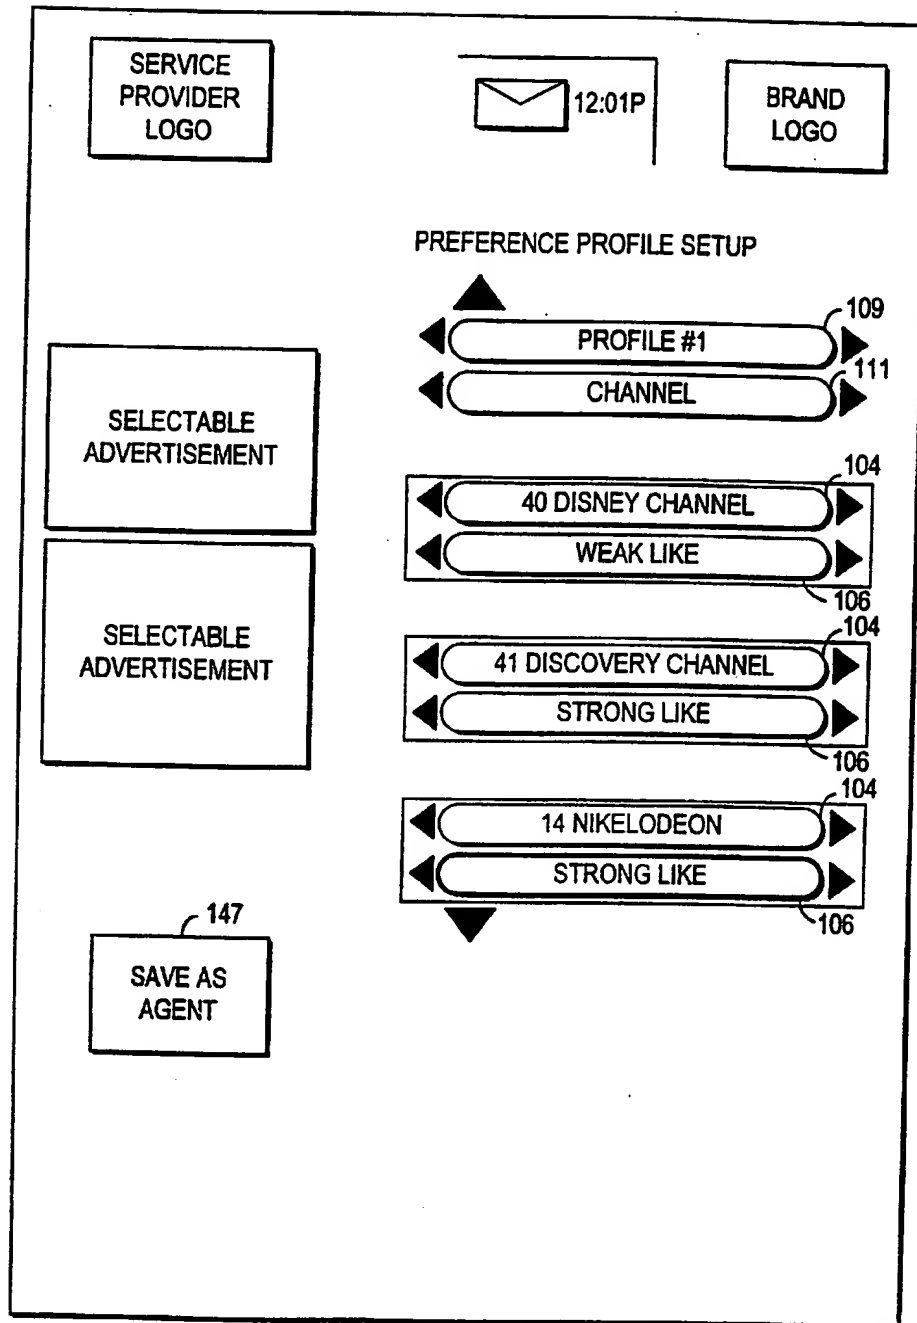 SERVICE
PROVIDER
LOGO
12:01P
BRAND
LOGO
PREFERENCE PROFILE SETUP
109
PROFILE #1
111
CHANNEL
SELECTABLE
ADVERTISEMENT
104
40 DISNEY CHANNEL
WEAK LIKE
106
SELECTABLE
ADVERTISEMENT
104
41 DISCOVERY CHANNEL
STRONG LIKE
106
104
14 NIKELODEON
STRONG LIKE
106
147
SAVE AS
AGENT